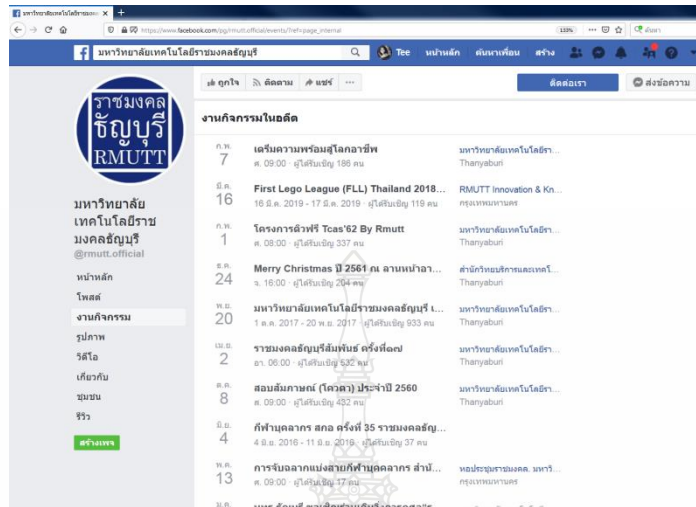 มหาวิทยาลัยเทคโนโลยีราชมงคล
https://www.facebook.com/pg/rmutt.official/events/?ref=page_internal
133%
ค้นหา
มหาวิทยาลัยเทคโนโลยีราชมงคลธัญบุรี
Tee หน้าหลัก ค้นหาเพื่อน สร้าง
ถูกใจ ติดตาม แชร์ ...
ติดต่อเรา ส่งข้อความ
ราชมงคล
ธัญบุรี
RMUTT
มหาวิทยาลัย
เทคโนโลยีราช
มงคลธัญบุรี
@rmutt.official
หน้าหลัก
โพสต์
งานกิจกรรม
รูปภาพ
วิดีโอ
เกี่ยวกับ
ชุมชน
รีวิว
สร้างเพจ
งานกิจกรรมในอดีต
ก.พ.
7
เตรีมความพร้อมสู่โลกอาชีพ
ศ. 09:00 · ผู้ได้รับเชิญ 186 คน
มหาวิทยาลัยเทคโนโลยีรา...
Thanyaburi
มี.ค.
16
First Lego League (FLL) Thailand 2018...
16 มี.ค. 2019 - 17 มี.ค. 2019 · ผู้ได้รับเชิญ 119 คน
RMUTT Innovation & Kn...
กรุงเทพมหานคร
ก.พ.
1
โครงการติวฟรี Tcas'62 By Rmutt
ศ. 08:00 · ผู้ได้รับเชิญ 337 คน
มหาวิทยาลัยเทคโนโลยีรา...
Thanyaburi
ธ.ค.
24
Merry Christmas ปี 2561 ณ ลานหน้าอา...
จ. 16:00 · ผู้ได้รับเชิญ 204 คน
สำนักวิทยบริการและเทคโ...
Thanyaburi
พ.ย.
20
มหาวิทยาลัยเทคโนโลยีราชมงคลธัญบุรี เ...
1 ต.ค. 2017 - 20 พ.ย. 2017 · ผู้ได้รับเชิญ 933 คน
มหาวิทยาลัยเทคโนโลยีรา...
Thanyaburi
เม.ย.
2
ราชมงคลธัญบุรีสัมพันธ์ ครั้งที่๓๗
อา. 06:00 · ผู้ได้รับเชิญ 532 คน
มหาวิทยาลัยเทคโนโลยีรา...
Thanyaburi
ต.ค.
8
สอบสัมภาษณ์ (โควตา) ประจำปี 2560
ศ. 09:00 · ผู้ได้รับเชิญ 432 คน
มหาวิทยาลัยเทคโนโลยีรา...
Thanyaburi
มิ.ย.
4
กีฬาบุคลากร สกอ ครั้งที่ 35 ราชมงคลธัญ...
4 มิ.ย. 2016 - 11 มิ.ย. 2016 · ผู้ได้รับเชิญ 37 คน
พ.ค.
13
การจับฉลากแบ่งสายกีฬาบุคลากร สำนั...
ศ. 09:00 · ผู้ได้รับเชิญ 17 คน
หอประชุมราชมงคล. มหาวิ...
กรุงเทพมหานคร